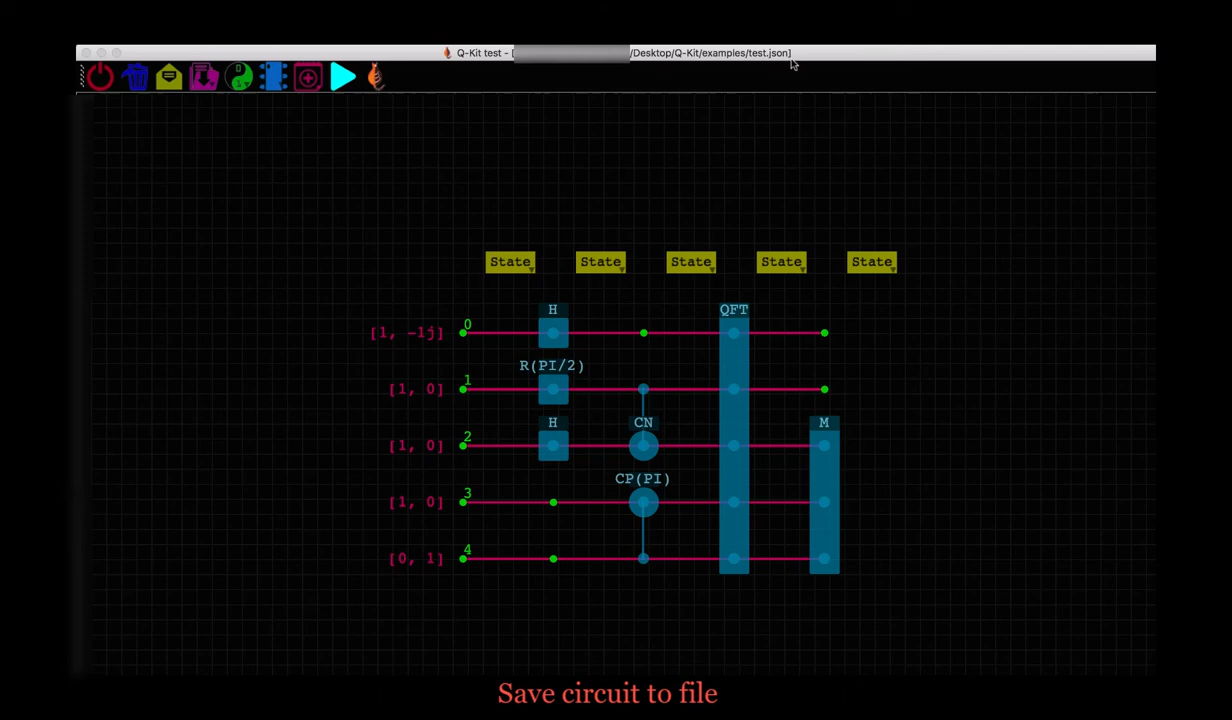 Q-Kit test - [ /Desktop/Q-Kit/examples/test.json]
State State State State State
H QFT
[1, -1j] 0
R(PI/2)
[1, 0] 1
H CN M
[1, 0] 2
CP(PI)
[1, 0] 3
[0, 1] 4
Save circuit to file